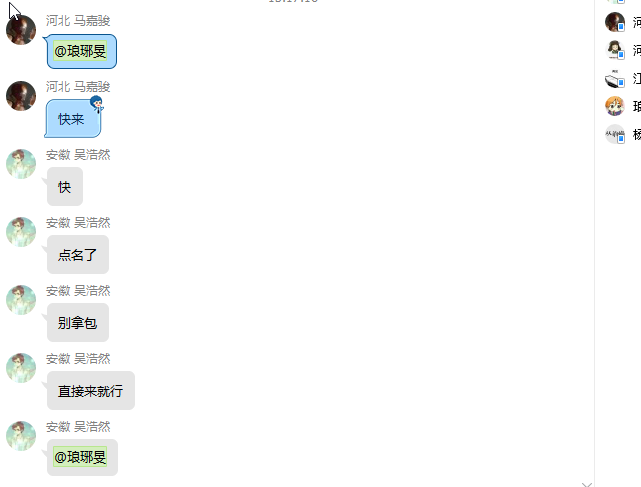 河北 马嘉骏
@琅琊旻
河北 马嘉骏
快来
安徽 吴浩然
快
安徽 吴浩然
点名了
安徽 吴浩然
别拿包
安徽 吴浩然
直接来就行
安徽 吴浩然
@琅琊旻
河
河
江
琅
杨